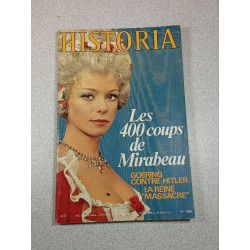 HISTORIA
Les
400 coups
de
Mirabeau
GOERING
CONTRE HITLER
LA REINE
"MASSACRE"